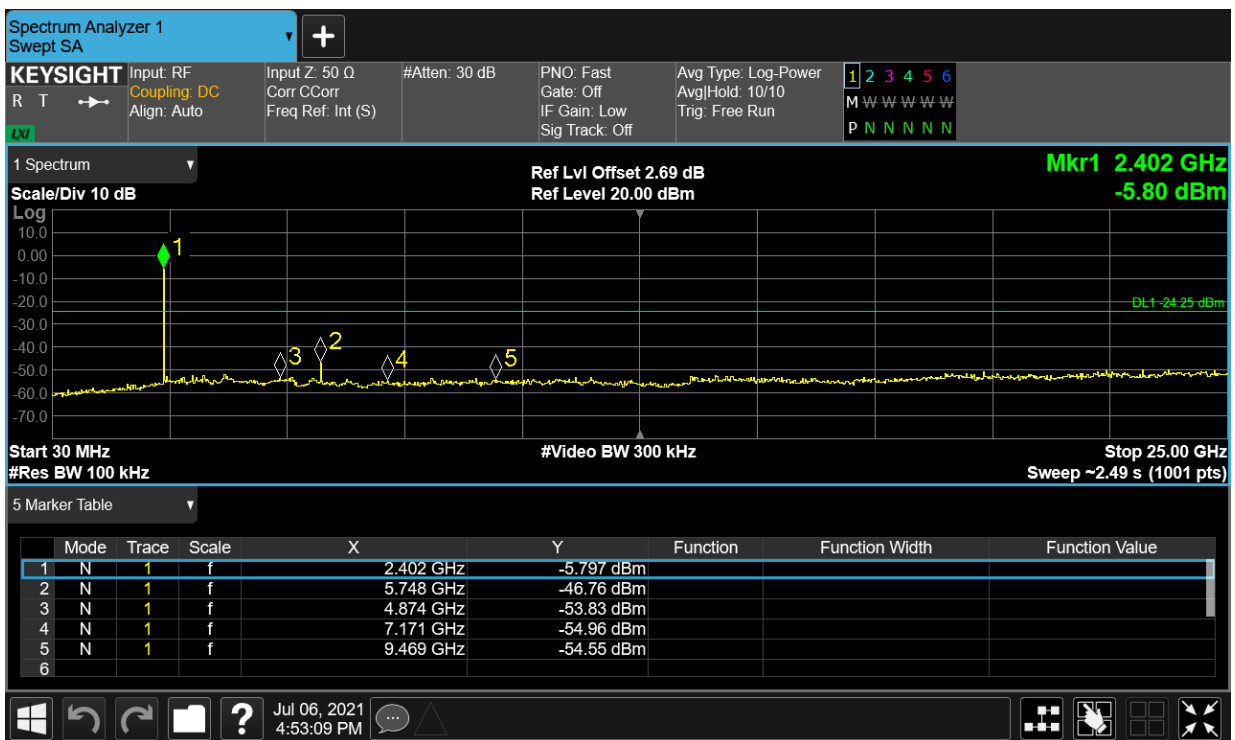 Spectrum Analyzer 1
Swept SA
+
KEYSIGHT
R T
LXI
Input: RF
Coupling: DC
Align: Auto
Input Z: 50 Ω
Corr CCorr
Freq Ref: Int (S)
#Atten: 30 dB
PNO: Fast
Gate: Off
IF Gain: Low
Sig Track: Off
Avg Type: Log-Power
Avg|Hold: 10/10
Trig: Free Run
1 2 3 4 5 6
M W W W W W
P N N N N N
1 Spectrum
Scale/Div 10 dB
Ref Lvl Offset 2.69 dB
Ref Level 20.00 dBm
Mkr1 2.402 GHz
-5.80 dBm
Log
10.0
0.00
-10.0
-20.0
-30.0
-40.0
-50.0
-60.0
-70.0
1
2
3
4
5
DL1 -24.25 dBm
Start 30 MHz
#Res BW 100 kHz
#Video BW 300 kHz
Stop 25.00 GHz
Sweep ~2.49 s (1001 pts)
5 Marker Table
Mode Trace Scale X Y Function Function Width Function Value
1 N 1 f 2.402 GHz -5.797 dBm
2 N 1 f 5.748 GHz -46.76 dBm
3 N 1 f 4.874 GHz -53.83 dBm
4 N 1 f 7.171 GHz -54.96 dBm
5 N 1 f 9.469 GHz -54.55 dBm
6
?
Jul 06, 2021
4:53:09 PM